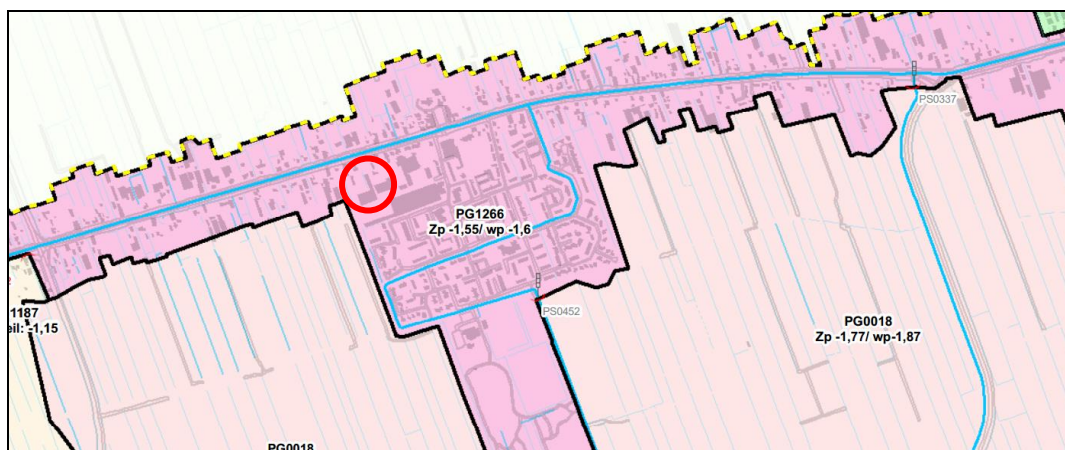 PS0337
PG1266
Zp -1,55/ wp -1,6
PS0452
1187
eil: -1,15
PG0018
Zp -1,77/ wp-1,87
PG0018